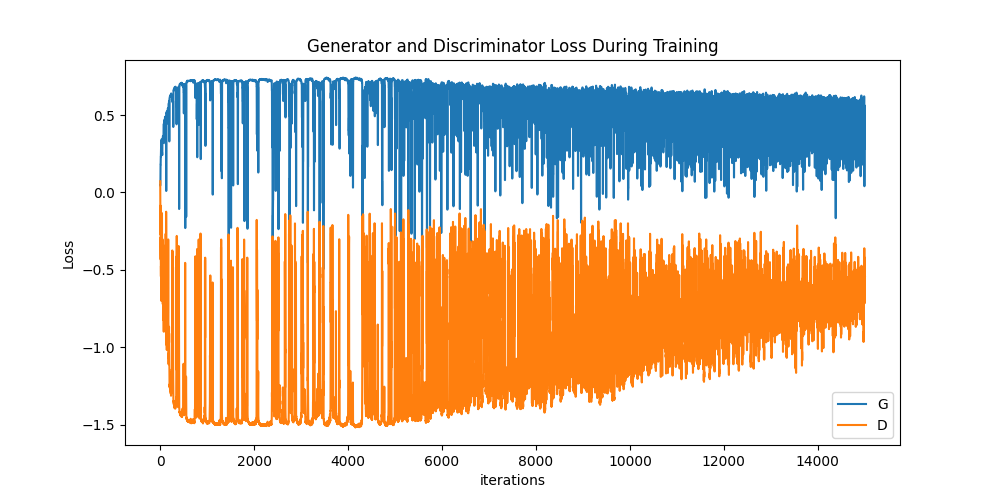 Generator and Discriminator Loss During Training
Loss
0.5
0.0
−0.5
−1.0
−1.5
0 2000 4000 6000 8000 10000 12000 14000
iterations
G
D